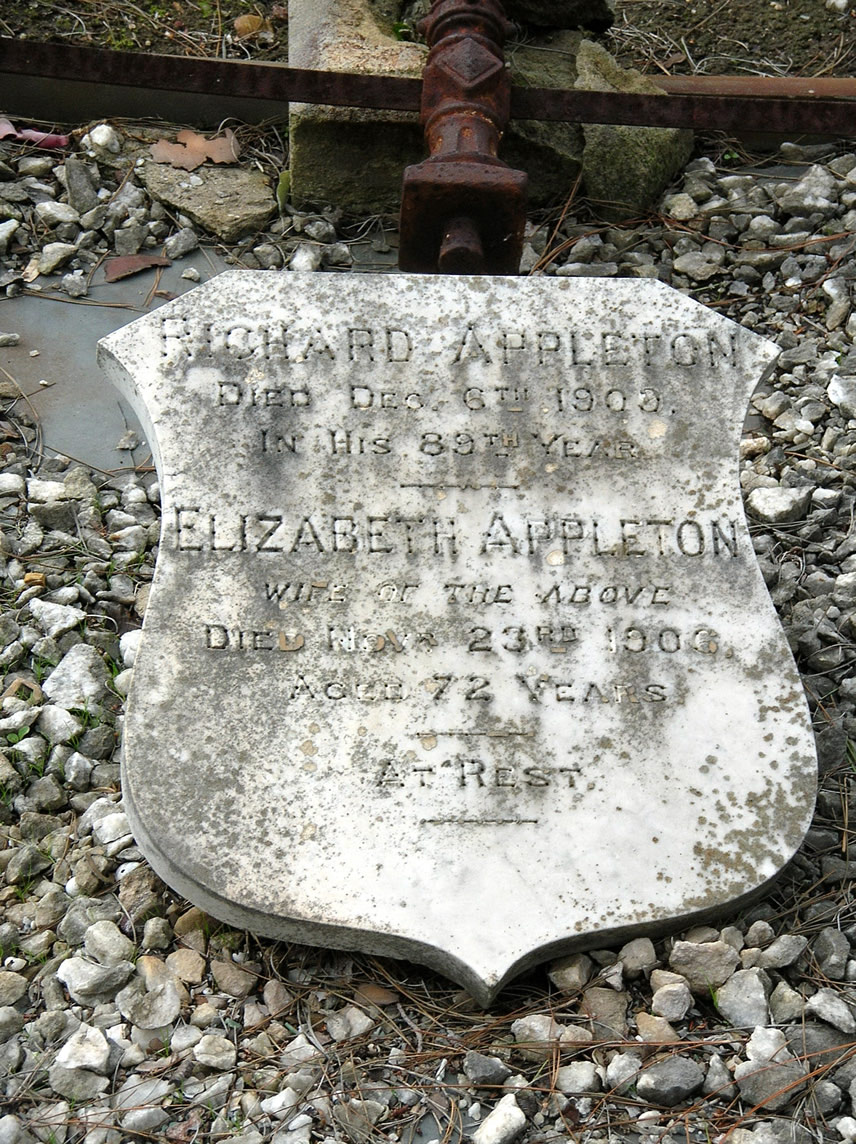 RICHARD APPLETON
DIED DEC. 6TH 1909.
IN HIS 89TH YEAR
ELIZABETH APPLETON
WIFE OF THE ABOVE
DIED NOVR 23RD 1906
AGED 72 YEARS
AT REST.